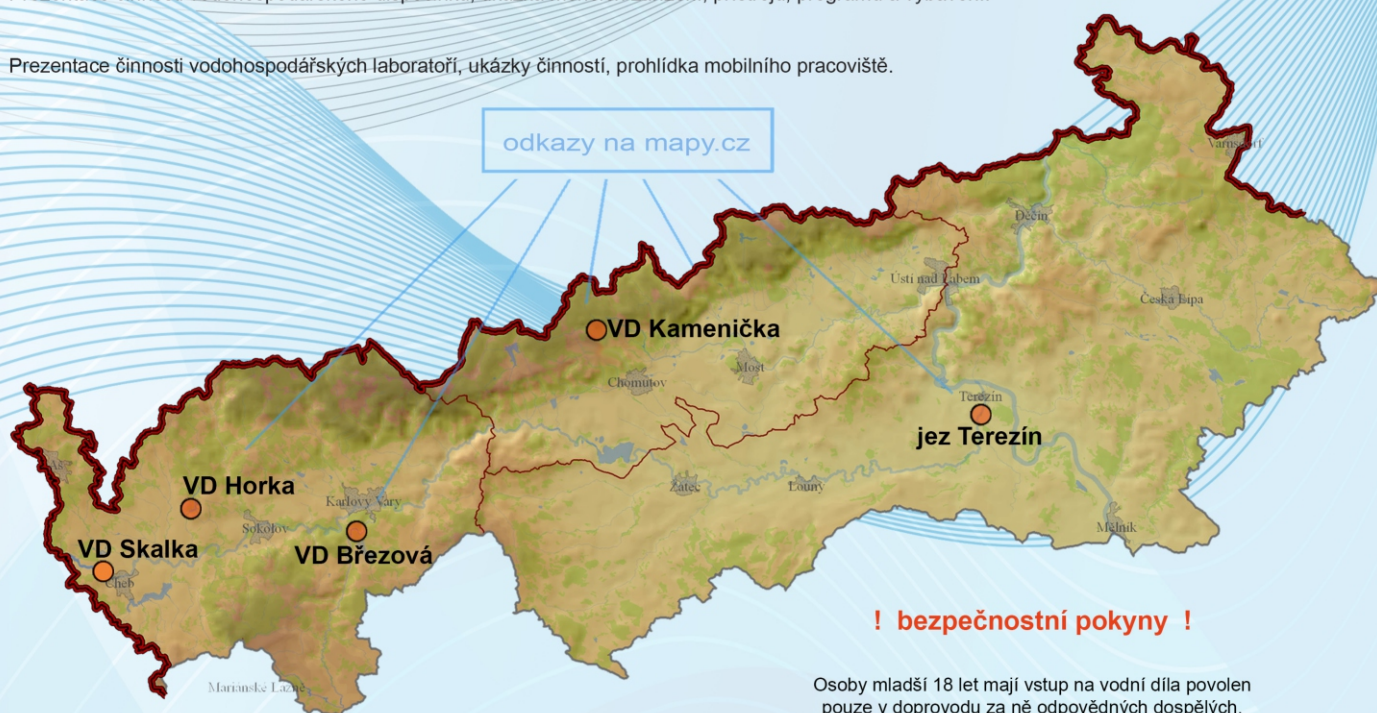 Prezentace činnosti vodohospodářských laboratoří, ukázky činností, prohlídka mobilního pracoviště.
odkazy na mapy.cz
Varnsdorf
Děčín
Ústí nad Labem
Česká Lípa
VD Kamenička
Most
Chomutov
Terezín
jez Terezín
VD Horka
Karlovy Vary
Žatec
Louny
Mělník
Sokolov
VD Skalka
VD Březová
Cheb
! bezpečnostní pokyny !
Mariánské Lázně
Osoby mladší 18 let mají vstup na vodní díla povolen
pouze v doprovodu za ně odpovědných dospělých.